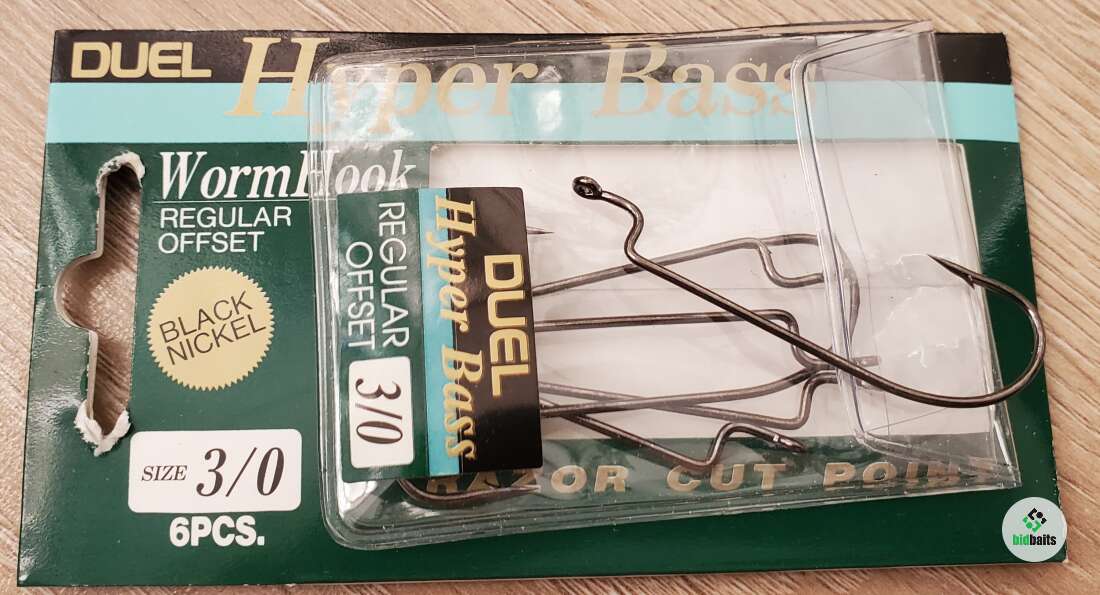 DUEL
Hyper Bass
WormHook
REGULAR
OFFSET
BLACK
NICKEL
SIZE 3/0
6PCS.
DUEL
Hyper Bass
REGULAR
OFFSET
3/0
RAZOR CUT POINT
bidbaits